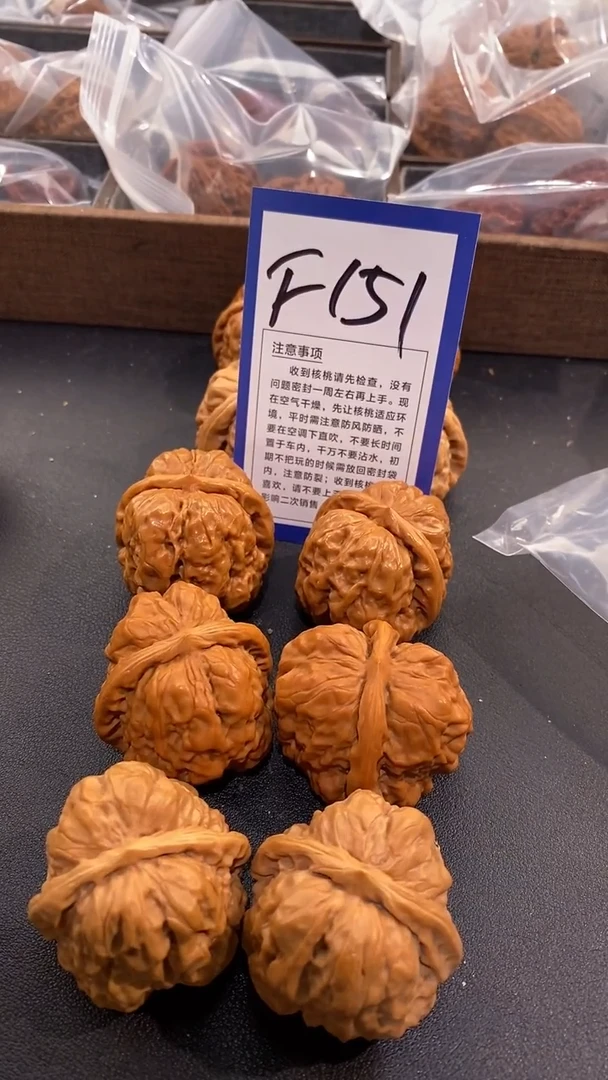 F151
注意事项
收到核桃请先检查，没有
问题密封一周左右再上手。现
在空气干燥，先让核桃适应环
境，平时需注意防风防晒，不
要在空调下直吹，不要长时间
置于车内，千万不要沾水，初
期不把玩的时候需放回密封袋
内，注意防裂；收到核桃
喜欢，请不要上
影响二次销售